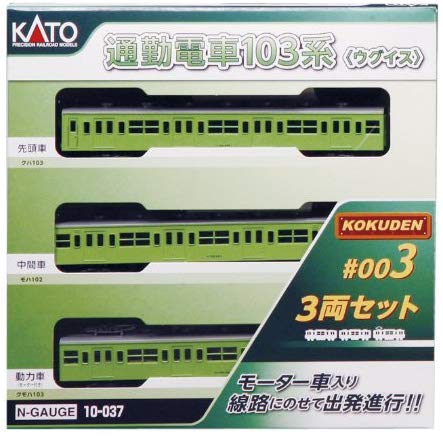 KATO
PRECISION RAILROAD MODELS
通勤電車103系
〈ウグイス〉
先頭車
クハ103
中間車
モハ102
KOKUDEN
#003
3両セット
動力車
(モーター付き)
クモハ103
モーター車入り
線路にのせて出発進行!!
N-GAUGE 10-037